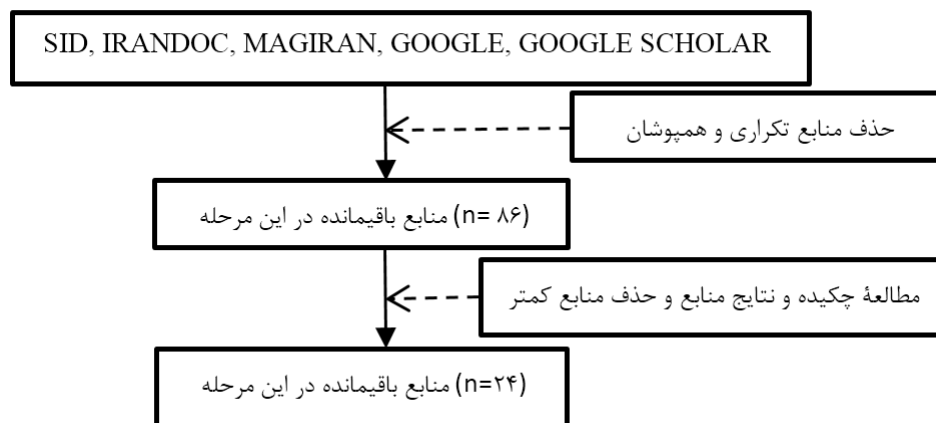 SID, IRANDOC, MAGIRAN, GOOGLE, GOOGLE SCHOLAR
حذف منابع تکراری و همپوشان
منابع باقیمانده در این مرحله (n= ۸۶)
مطالعۀ چکیده و نتایج منابع و حذف منابع کمتر
منابع باقیمانده در این مرحله (n=۲۴)